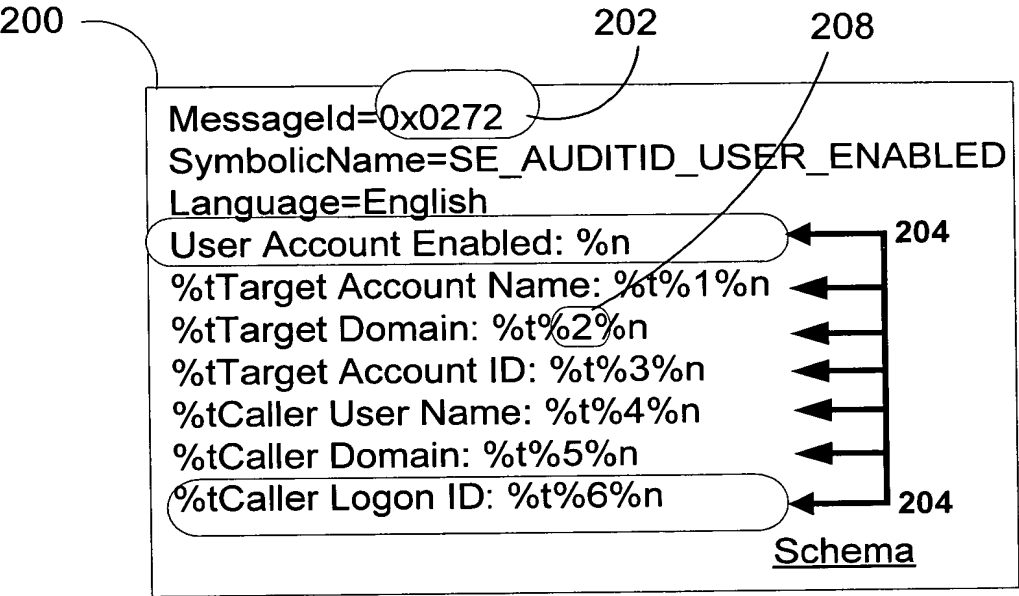 200
202
208
MessageId=0x0272
SymbolicName=SE_AUDITID_USER_ENABLED
Language=English
User Account Enabled: %n
204
%tTarget Account Name: %t%1%n
%tTarget Domain: %t%2%n
%tTarget Account ID: %t%3%n
%tCaller User Name: %t%4%n
%tCaller Domain: %t%5%n
%tCaller Logon ID: %t%6%n
204
Schema